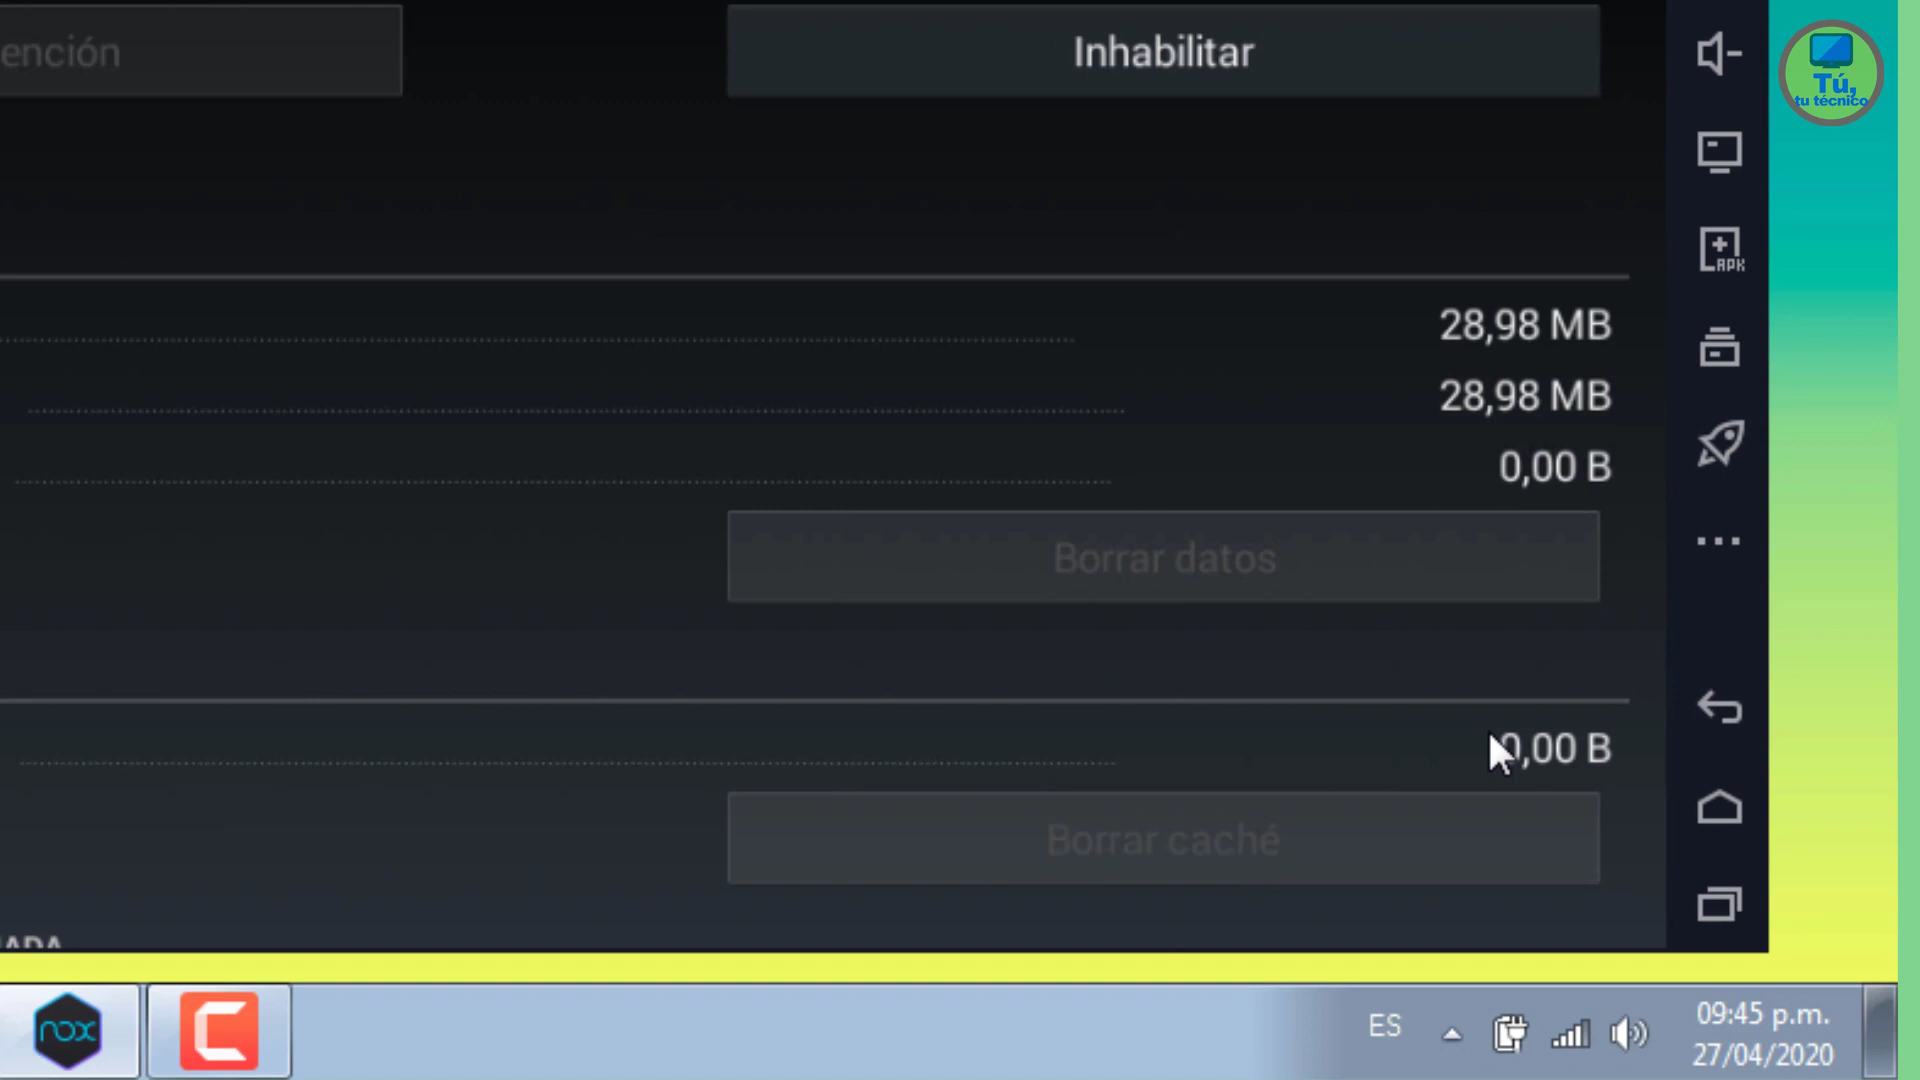 ención
Inhabilitar
Tú,
tu técnico
APK
28,98 MB
28,98 MB
0,00 B
Borrar datos
0,00 B
Borrar caché
nox
ES
09:45 p.m.
27/04/2020